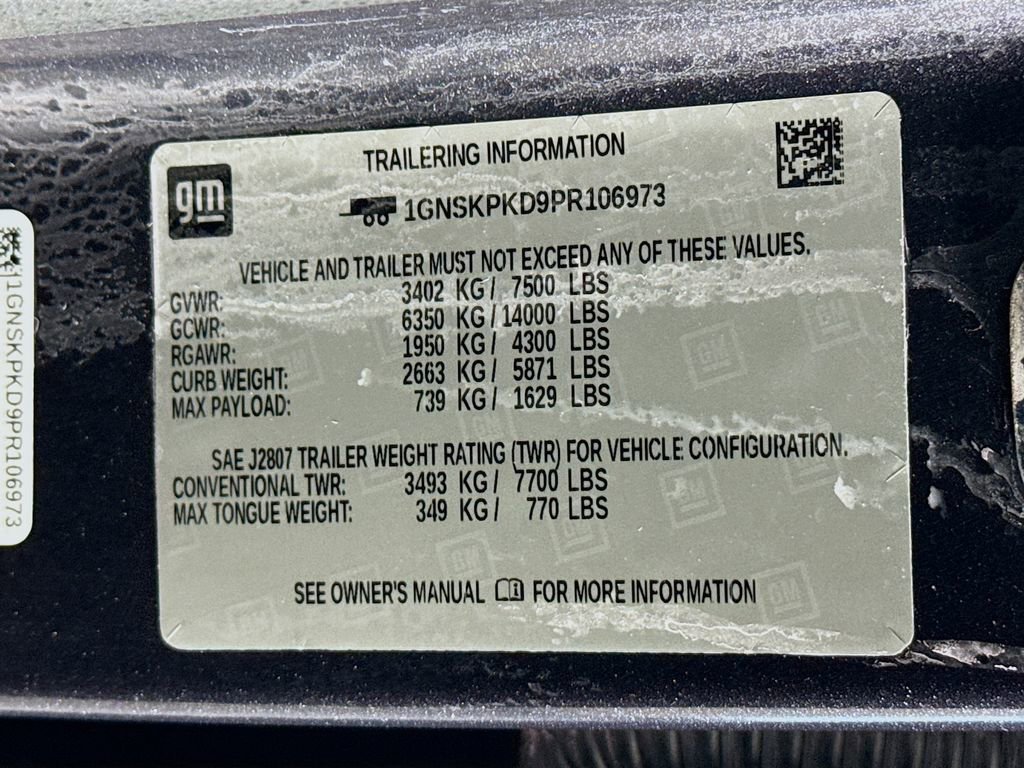 gm
TRAILERING INFORMATION
1GNSKPKD9PR106973
VEHICLE AND TRAILER MUST NOT EXCEED ANY OF THESE VALUES.
GVWR: 3402 KG / 7500 LBS
GCWR: 6350 KG / 14000 LBS
RGAWR: 1950 KG / 4300 LBS
CURB WEIGHT: 2663 KG / 5871 LBS
MAX PAYLOAD: 739 KG / 1629 LBS
SAE J2807 TRAILER WEIGHT RATING (TWR) FOR VEHICLE CONFIGURATION.
CONVENTIONAL TWR: 3493 KG / 7700 LBS
MAX TONGUE WEIGHT: 349 KG / 770 LBS
SEE OWNER'S MANUAL FOR MORE INFORMATION
1GNSKPKD9PR106973